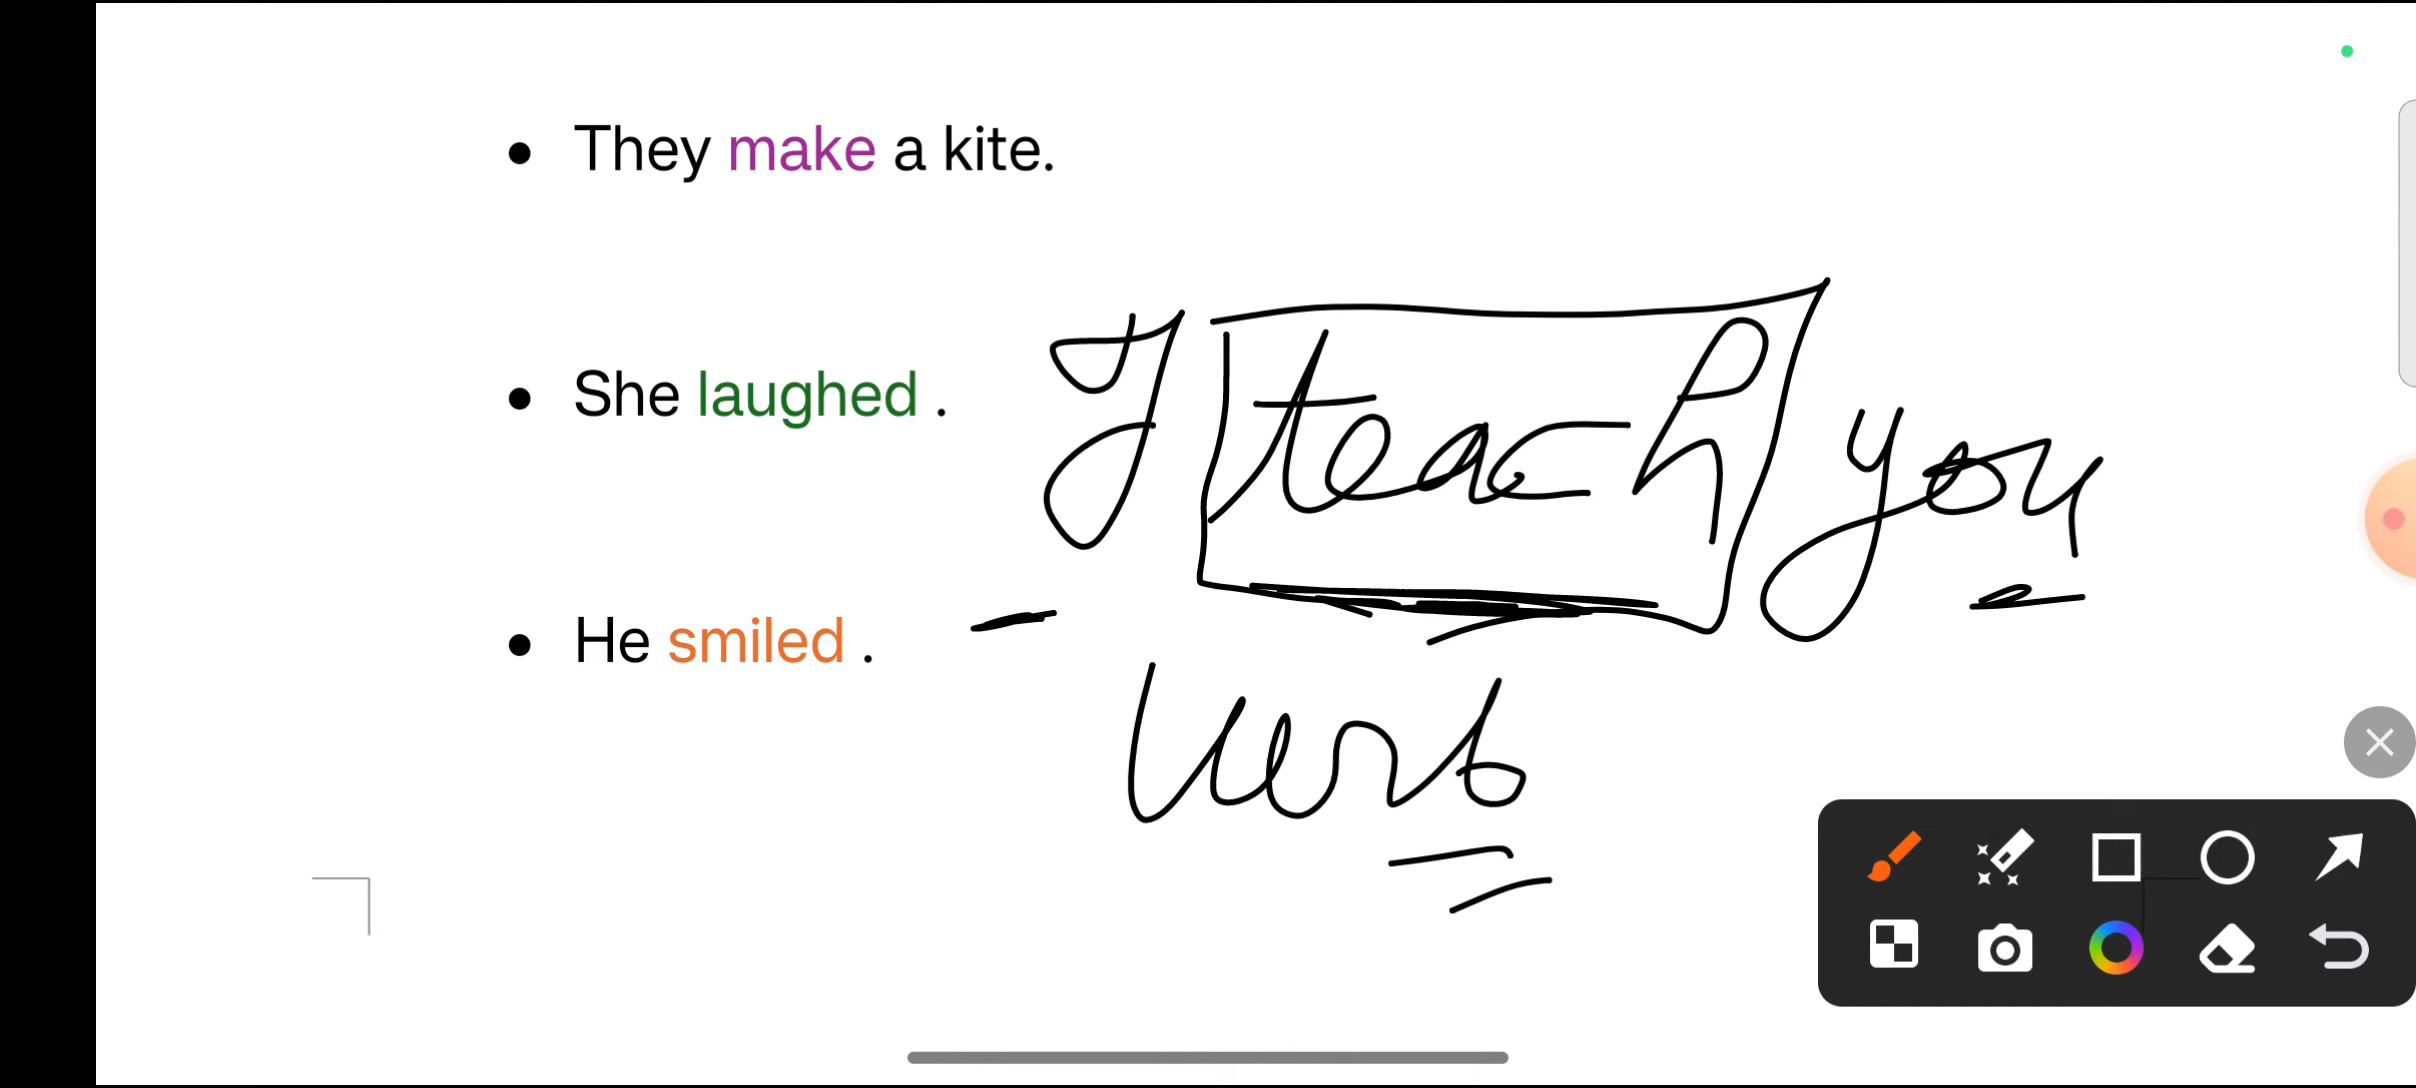 • They make a kite.
• She laughed .
I teach you
• He smiled .
verb